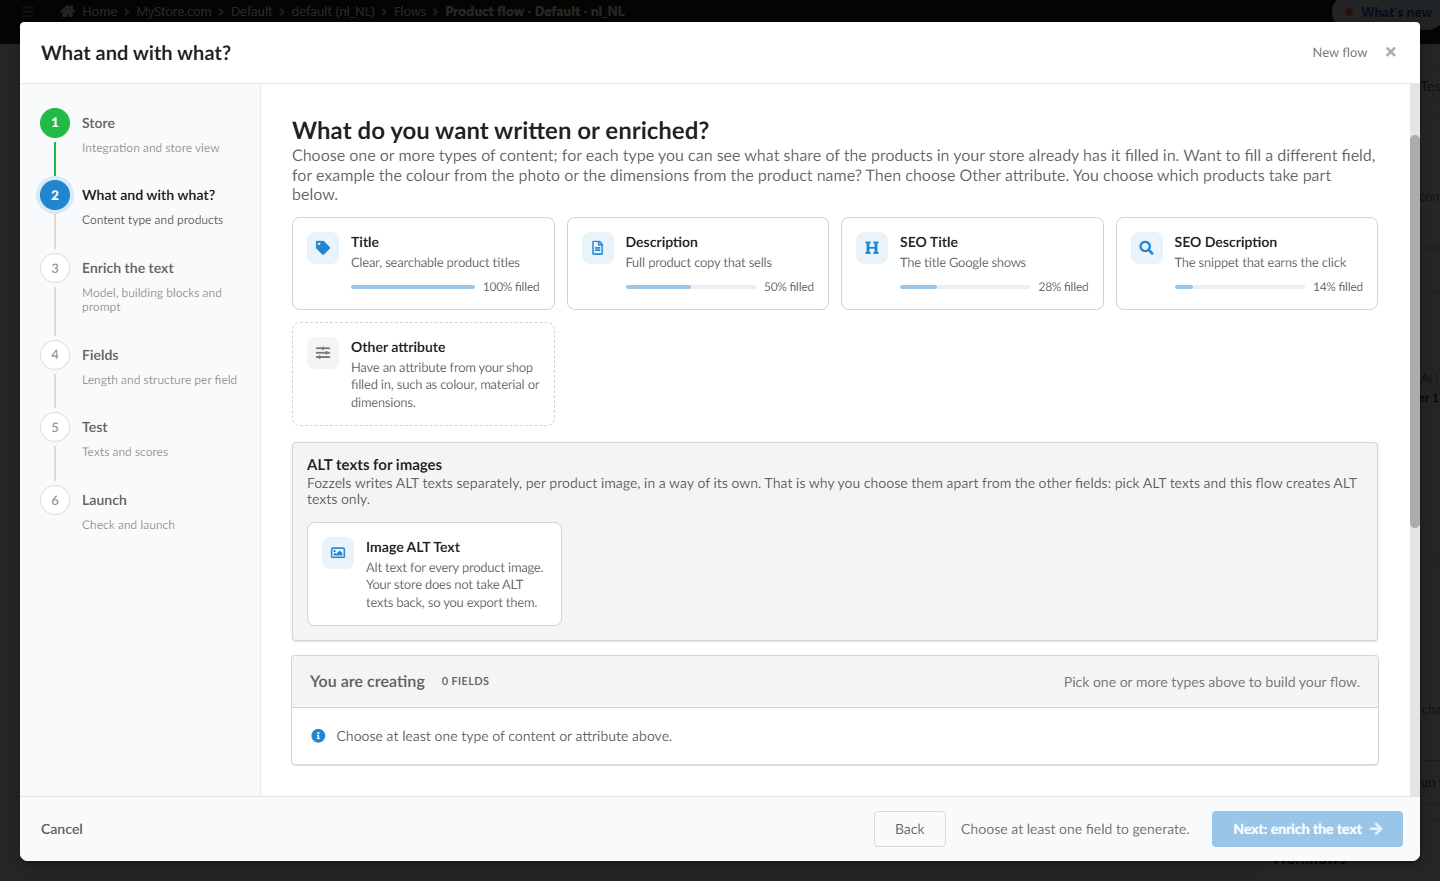 Home > MyStore.com > Default > default (nl_NL) > Flows > Product flow · Default · nl_NL
What's new
What and with what?
New flow
1
Store
Integration and store view
2
What and with what?
Content type and products
3
Enrich the text
Model, building blocks and
prompt
4
Fields
Length and structure per field
5
Test
Texts and scores
6
Launch
Check and launch
What do you want written or enriched?
Choose one or more types of content; for each type you can see what share of the products in your store already has it filled in. Want to fill a different field,
for example the colour from the photo or the dimensions from the product name? Then choose Other attribute. You choose which products take part
below.
Title
Clear, searchable product titles
100% filled
Description
Full product copy that sells
50% filled
SEO Title
The title Google shows
28% filled
SEO Description
The snippet that earns the click
14% filled
Other attribute
Have an attribute from your shop
filled in, such as colour, material or
dimensions.
ALT texts for images
Fozzels writes ALT texts separately, per product image, in a way of its own. That is why you choose them apart from the other fields: pick ALT texts and this flow creates ALT
texts only.
Image ALT Text
Alt text for every product image.
Your store does not take ALT
texts back, so you export them.
You are creating
0 FIELDS
Pick one or more types above to build your flow.
Choose at least one type of content or attribute above.
Cancel
Back
Choose at least one field to generate.
Next: enrich the text